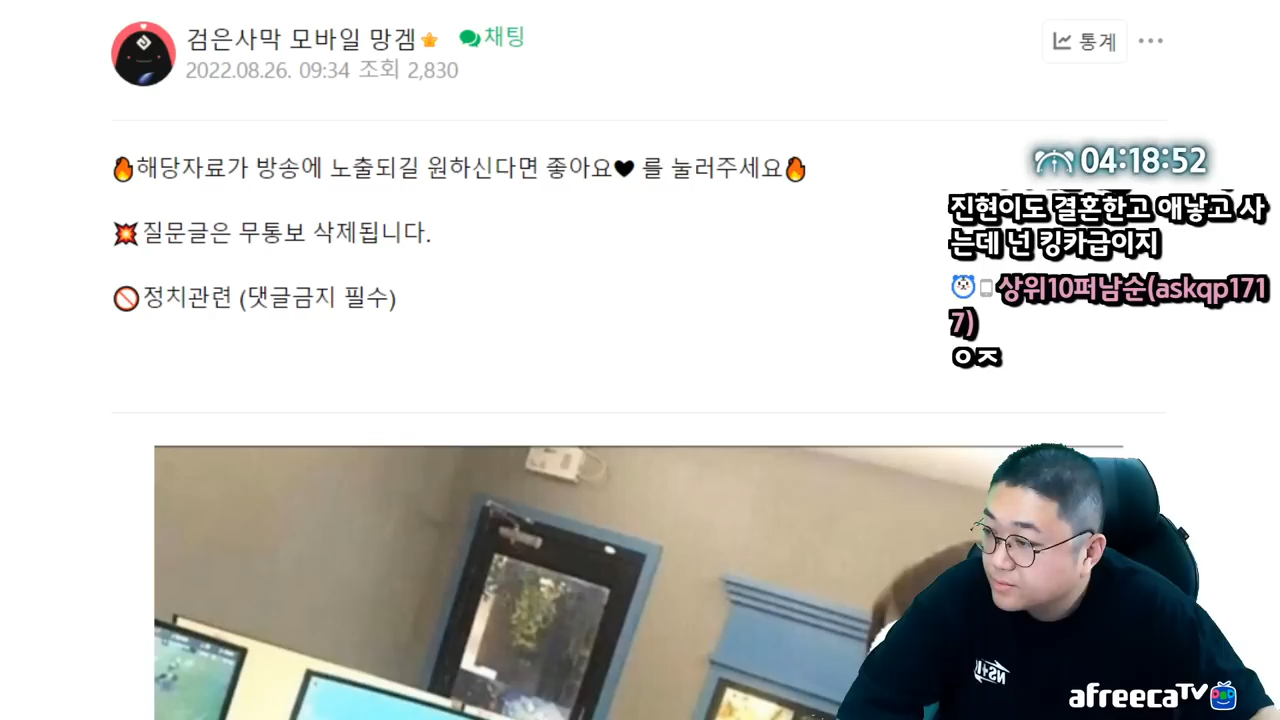 검은사막 모바일 망겜
채팅
2022.08.26. 09:34 조회 2,830
통계
해당자료가 방송에 노출되길 원하신다면 좋아요🖤 를 눌러주세요
질문글은 무통보 삭제됩니다.
정치관련 (댓글금지 필수)
04:18:52
진현이도 결혼한고 애낳고 사
는데 넌 킹카급이지
상위10퍼남순(askqp171
7)
ㅇㅈ
afreecaTV